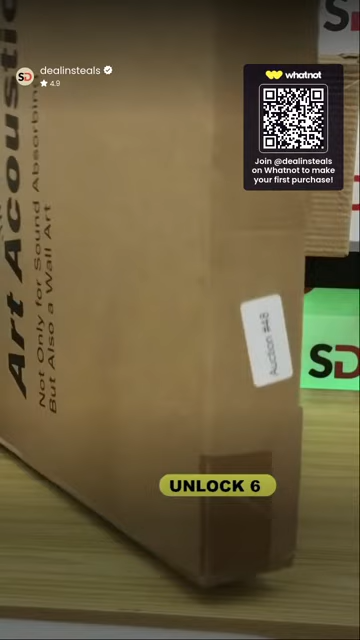 SD
dealinsteals
4.9
whatnot
Join @dealinsteals
on Whatnot to make
your first purchase!
Art Acoustic
Not Only for Sound Absorbing
But Also a Wall Art
Auction #48
SD
UNLOCK 6